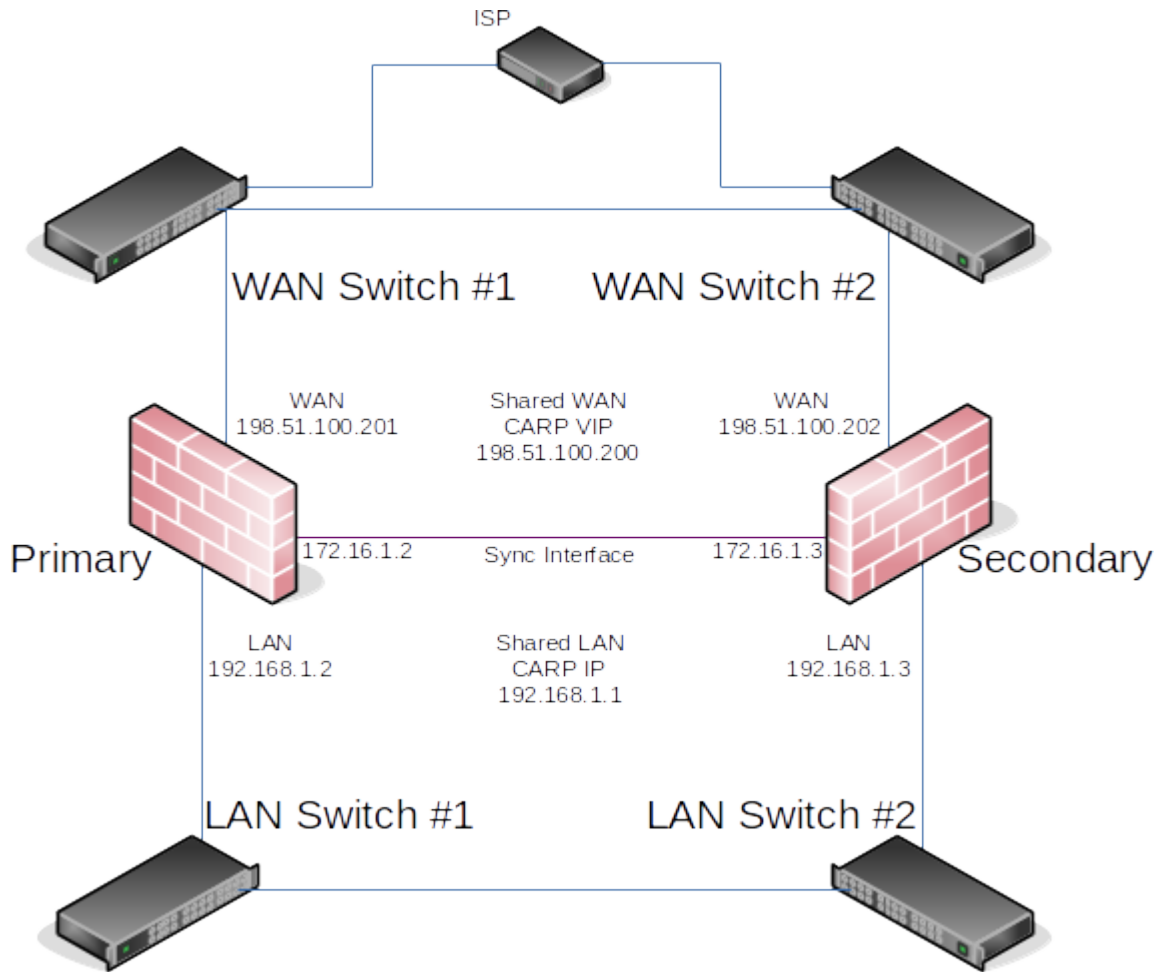 ISP
WAN Switch #1
WAN Switch #2
WAN
198.51.100.201
Shared WAN
CARP VIP
198.51.100.200
WAN
198.51.100.202
Primary
172.16.1.2
Sync Interface
172.16.1.3
Secondary
LAN
192.168.1.2
Shared LAN
CARP IP
192.168.1.1
LAN
192.168.1.3
LAN Switch #1
LAN Switch #2